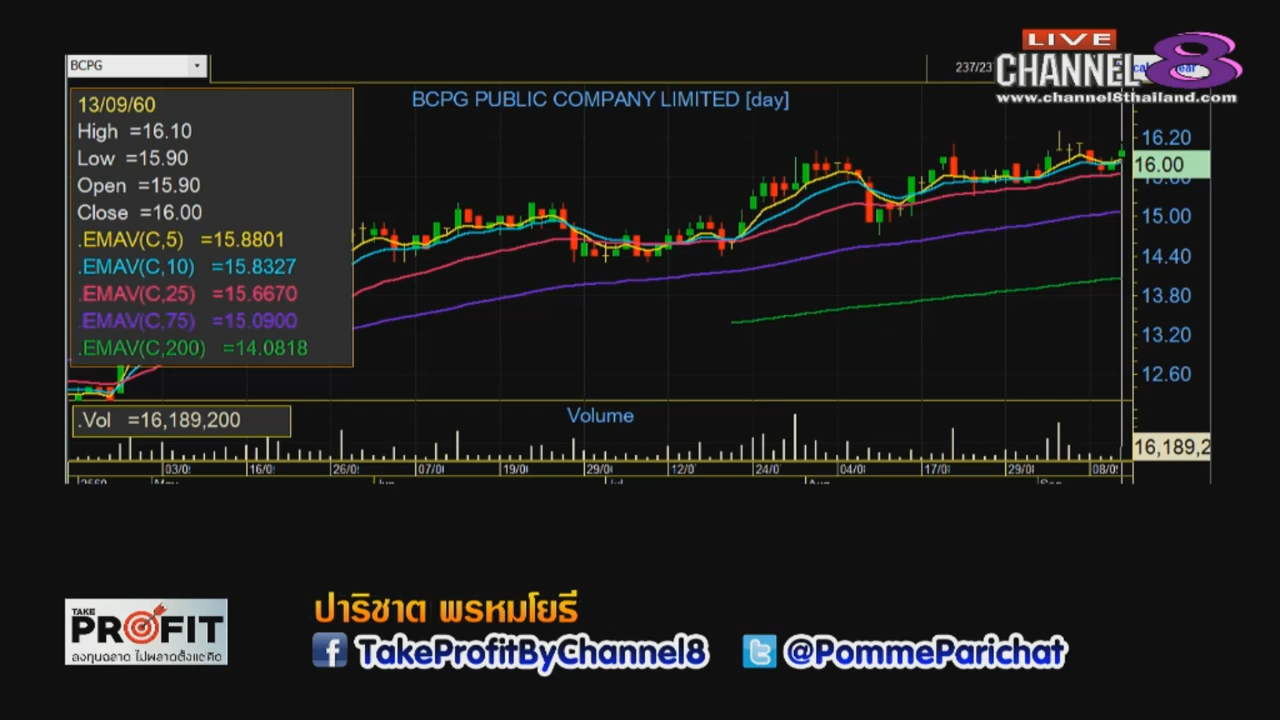 LIVE
CHANNEL 8
www.channel8thailand.com
BCPG
237/23
BCPG PUBLIC COMPANY LIMITED [day]
13/09/60
High =16.10
Low =15.90
Open =15.90
Close =16.00
.EMAV(C,5) =15.8801
.EMAV(C,10) =15.8327
.EMAV(C,25) =15.6670
.EMAV(C,75) =15.0900
.EMAV(C,200) =14.0818
16.20
16.00
15.00
14.40
13.80
13.20
12.60
.Vol =16,189,200
Volume
16,189,2
03/0 16/0 26/0 07/0 19/0 29/0 12/0 24/0 04/0 17/0 29/0 08/0
2560 May Jun Jul Aug Sep
TAKE
PROFIT
ลงทุนฉลาด ไม่พลาดตั้งแต่คิด
ปาริชาต พรหมโยธี
TakeProfitByChannel8 @PommeParichat